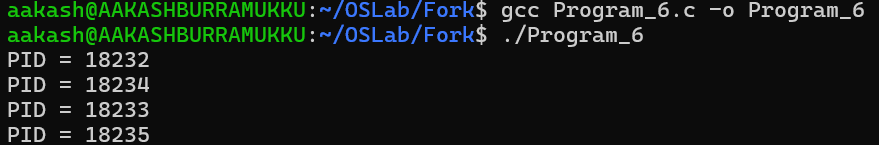 aakash@AAKASHBURRAMUKKU:~/OSLab/Fork$ gcc Program_6.c -o Program_6
aakash@AAKASHBURRAMUKKU:~/OSLab/Fork$ ./Program_6
PID = 18232
PID = 18234
PID = 18233
PID = 18235